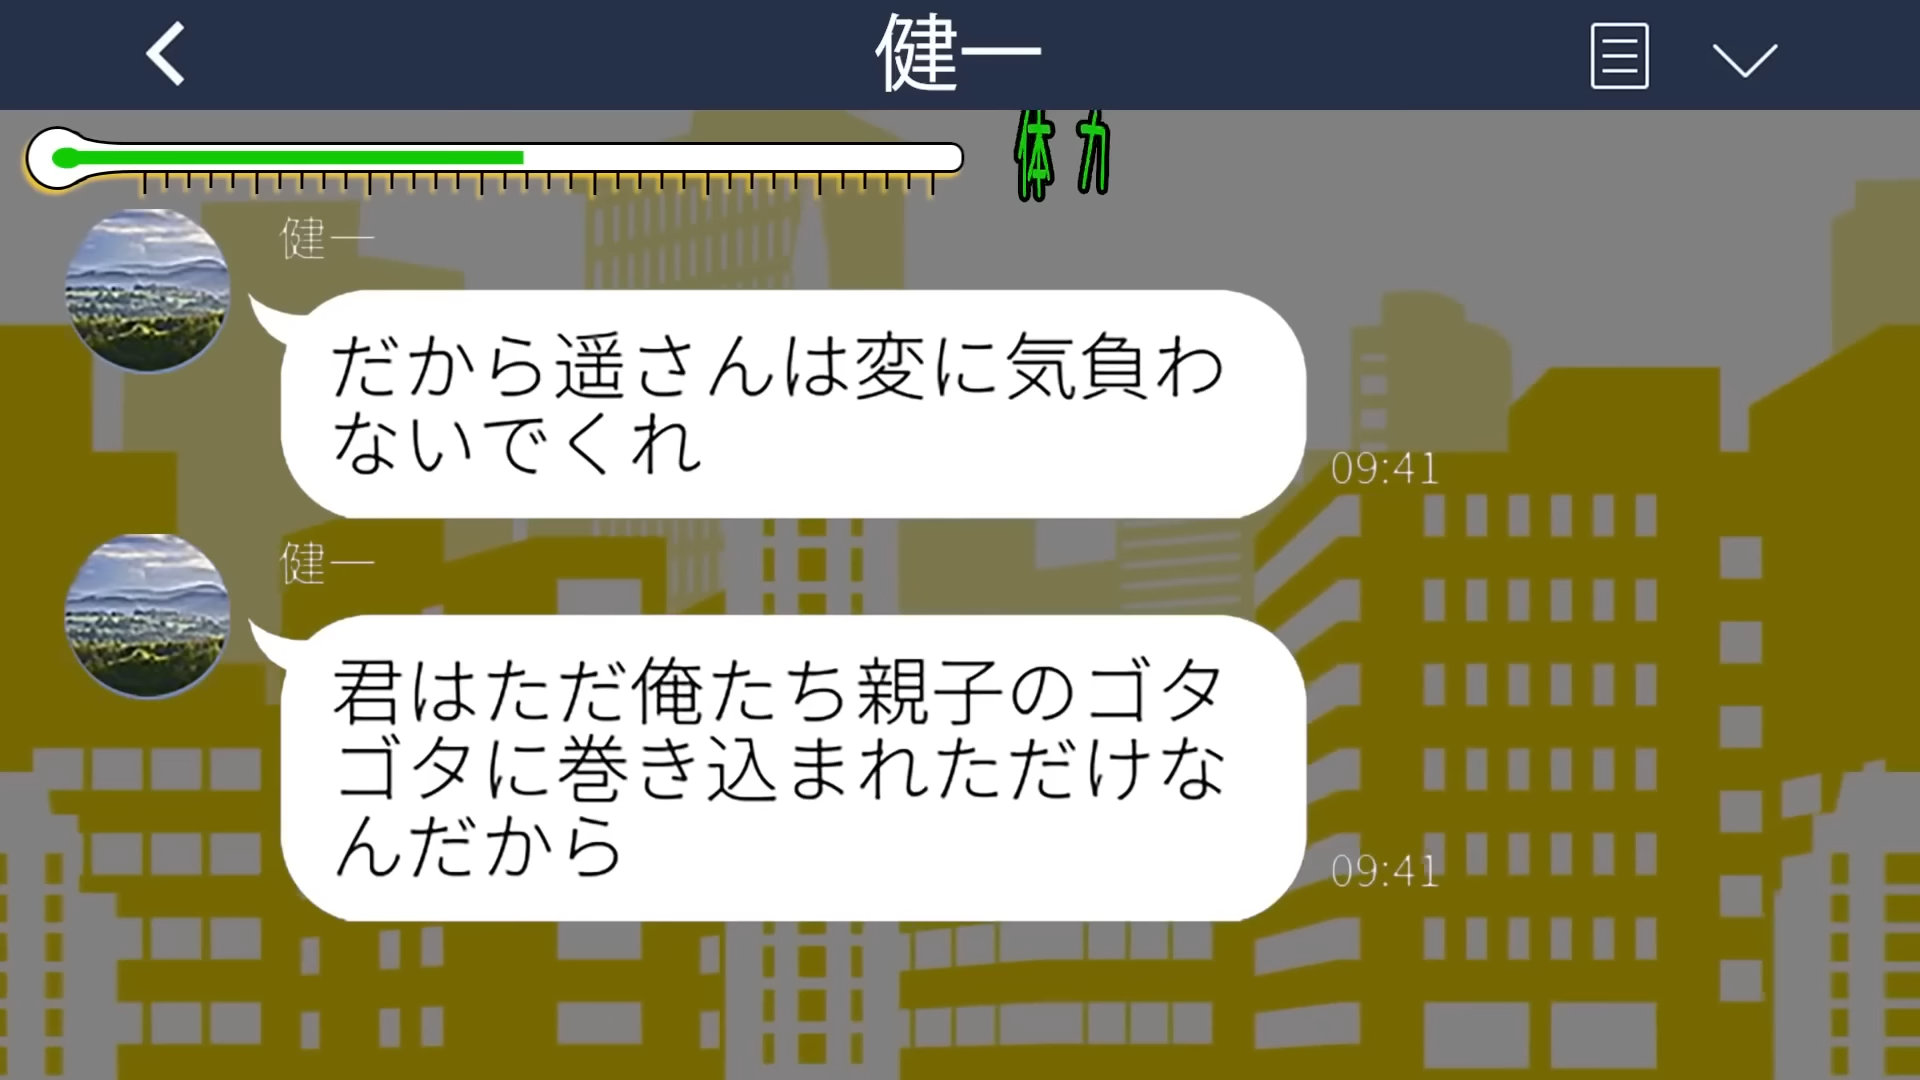 健一
体力
健一
だから遥さんは変に気負わ
ないでくれ
09:41
健一
君はただ俺たち親子のゴタ
ゴタに巻き込まれただけな
んだから
09:41